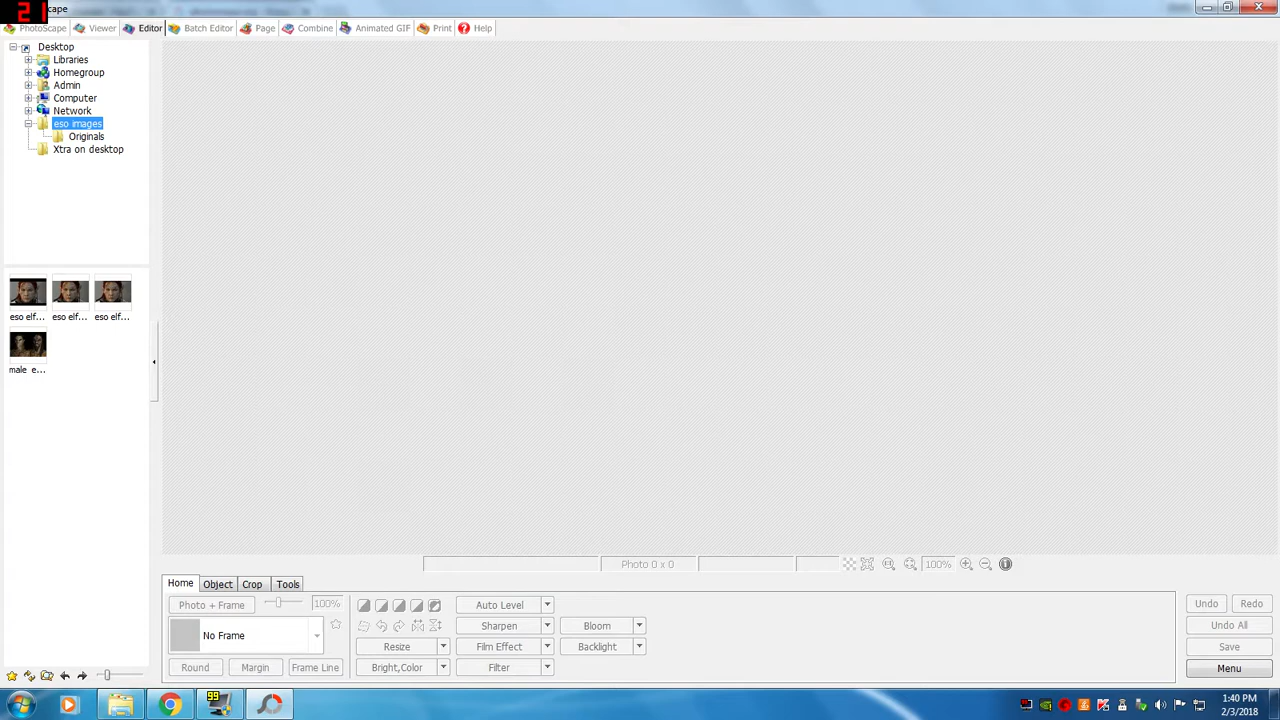 21
cape
PhotoScape Viewer Editor Batch Editor Page Combine Animated GIF Print Help
Desktop
Libraries
Homegroup
Admin
Computer
Network
eso images
Originals
Xtra on desktop
eso elf... eso elf... eso elf...
male e...
Photo 0 x 0
100%
Home Object Crop Tools
Photo + Frame 100%
No Frame
Round Margin Frame Line
Auto Level
Sharpen Bloom
Resize Film Effect Backlight
Bright,Color Filter
Undo Redo
Undo All
Save
Menu
99
1:40 PM
2/3/2018